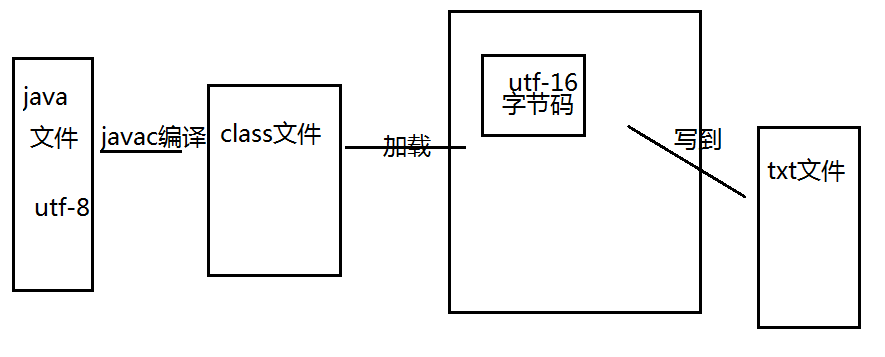 java
文件
utf-8
javac编译
class文件
加载
utf-16
字节码
写到
txt文件